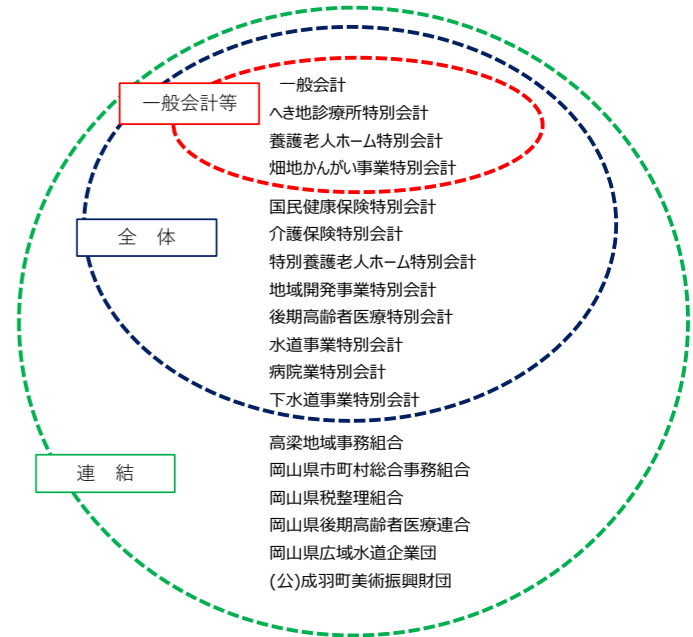 一般会計等
一般会計
へき地診療所特別会計
養護老人ホーム特別会計
畑地かんがい事業特別会計
全　体
国民健康保険特別会計
介護保険特別会計
特別養護老人ホーム特別会計
地域開発事業特別会計
後期高齢者医療特別会計
水道事業特別会計
病院業特別会計
下水道事業特別会計
連　結
高梁地域事務組合
岡山県市町村総合事務組合
岡山県税整理組合
岡山県後期高齢者医療連合
岡山県広域水道企業団
(公)成羽町美術振興財団